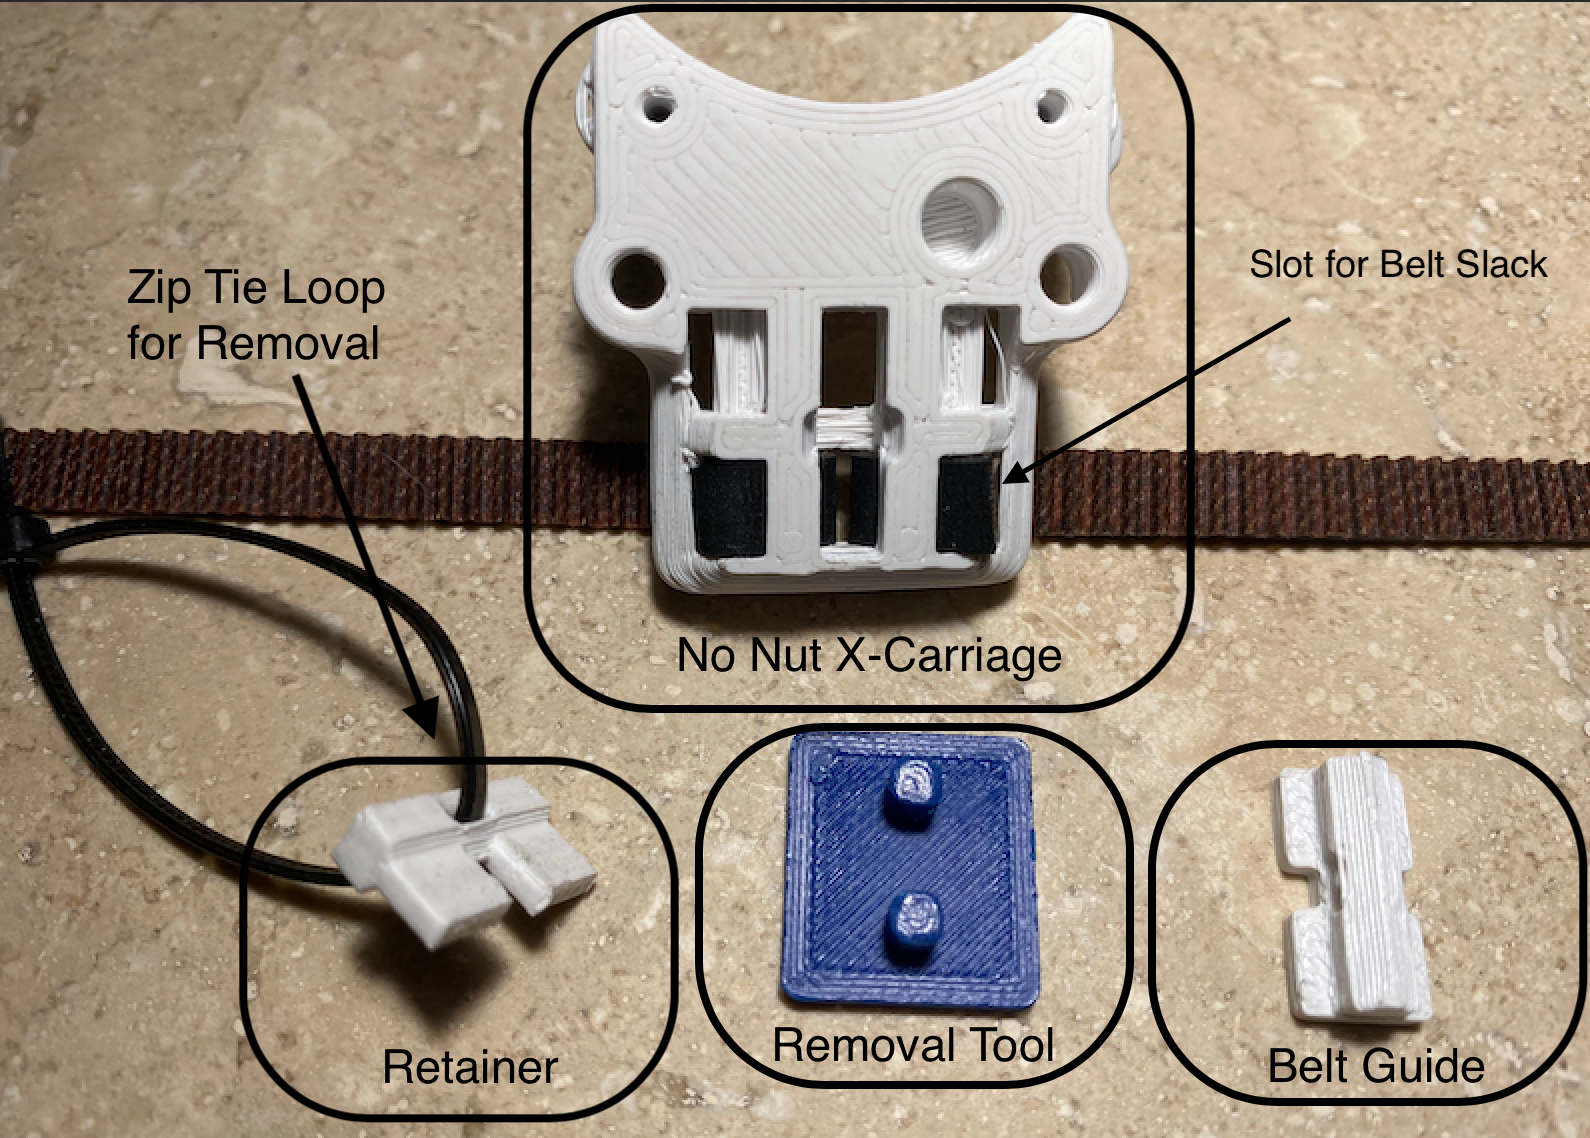 Zip Tie Loop
for Removal
Slot for Belt Slack
No Nut X-Carriage
Retainer
Removal Tool
Belt Guide